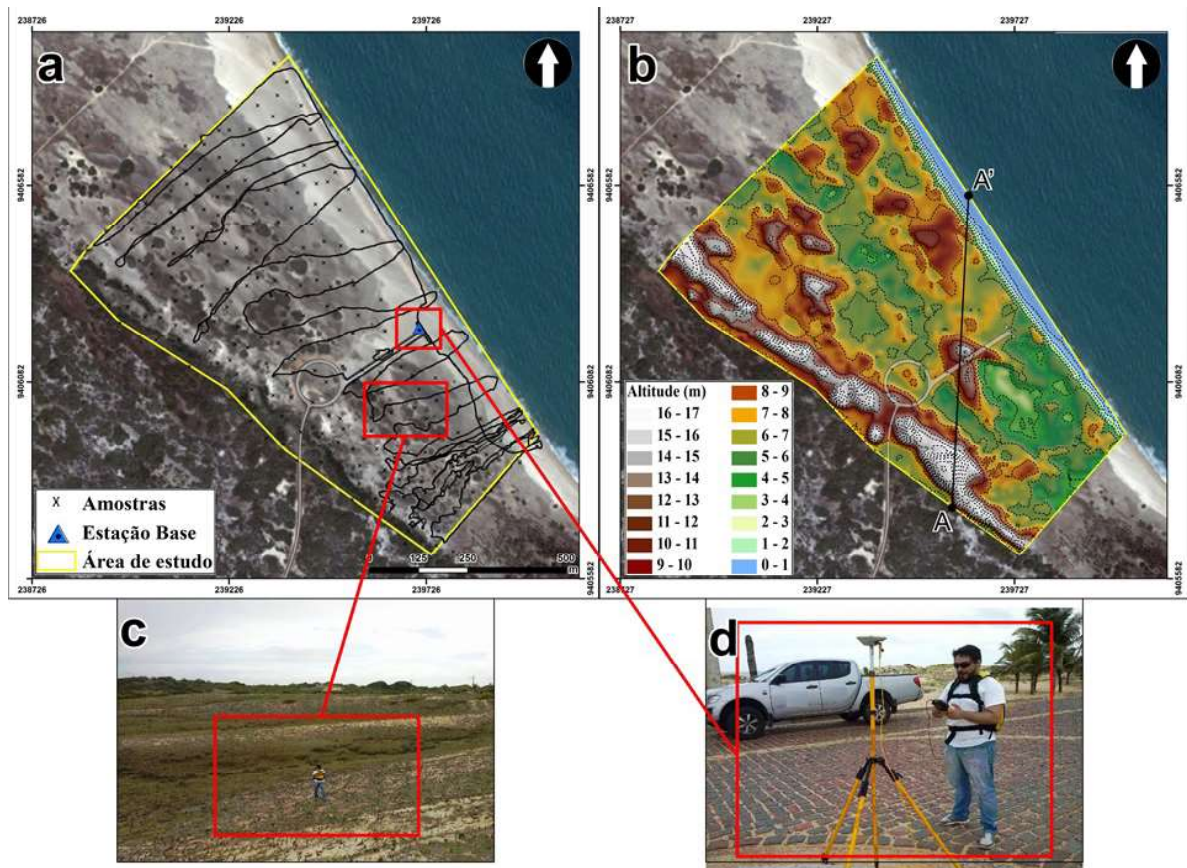 238726
239226
239726
238727
239227
239727
a
b
9406582
9406582
9406582
A'
9406082
9406082
9406082
Altitude (m)
16 - 17
15 - 16
14 - 15
13 - 14
12 - 13
11 - 12
10 - 11
9 - 10
8 - 9
7 - 8
6 - 7
5 - 6
4 - 5
3 - 4
2 - 3
1 - 2
0 - 1
A
x Amostras
Estação Base
Área de estudo
125
250
500
m
9405582
9405582
238726
239226
239726
238727
239227
239727
c
d